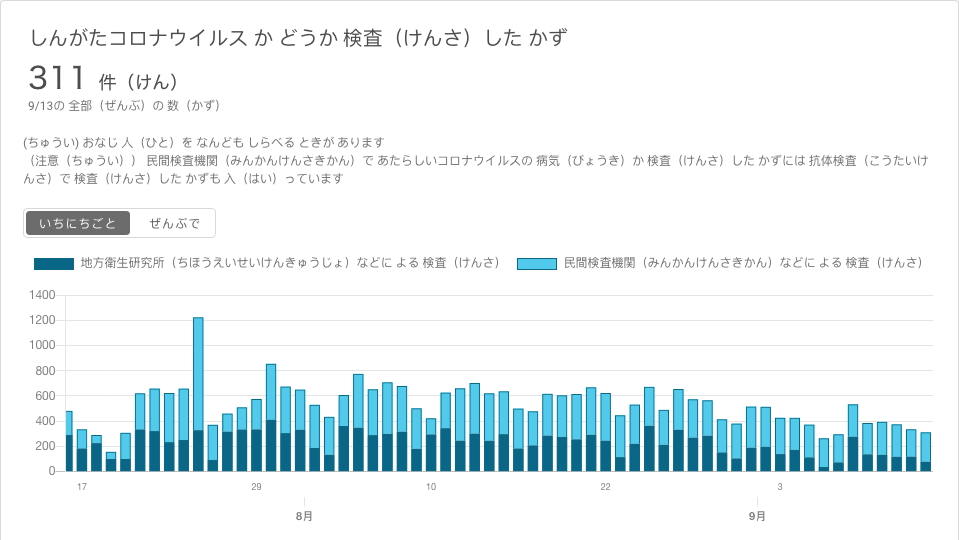 しんがたコロナウイルス か どうか 検査（けんさ）した かず
311 件（けん）
9/13の 全部（ぜんぶ）の 数（かず）
(ちゅうい) おなじ 人（ひと）を なんども しらべる ときが あります
（注意（ちゅうい）） 民間検査機関（みんかんけんさきかん）で あたらしいコロナウイルスの 病気（びょうき）か 検査（けんさ）した かずには 抗体検査（こうたいけ
んさ）で 検査（けんさ）した かずも 入（はい）っています
いちにちごと ぜんぶで
地方衛生研究所（ちほうえいせいけんきゅうじょ）などに よる 検査（けんさ） 民間検査機関（みんかんけんさきかん）などに よる 検査（けんさ）
1400
1200
1000
800
600
400
200
0
17 29 10 22 3
8月 9月